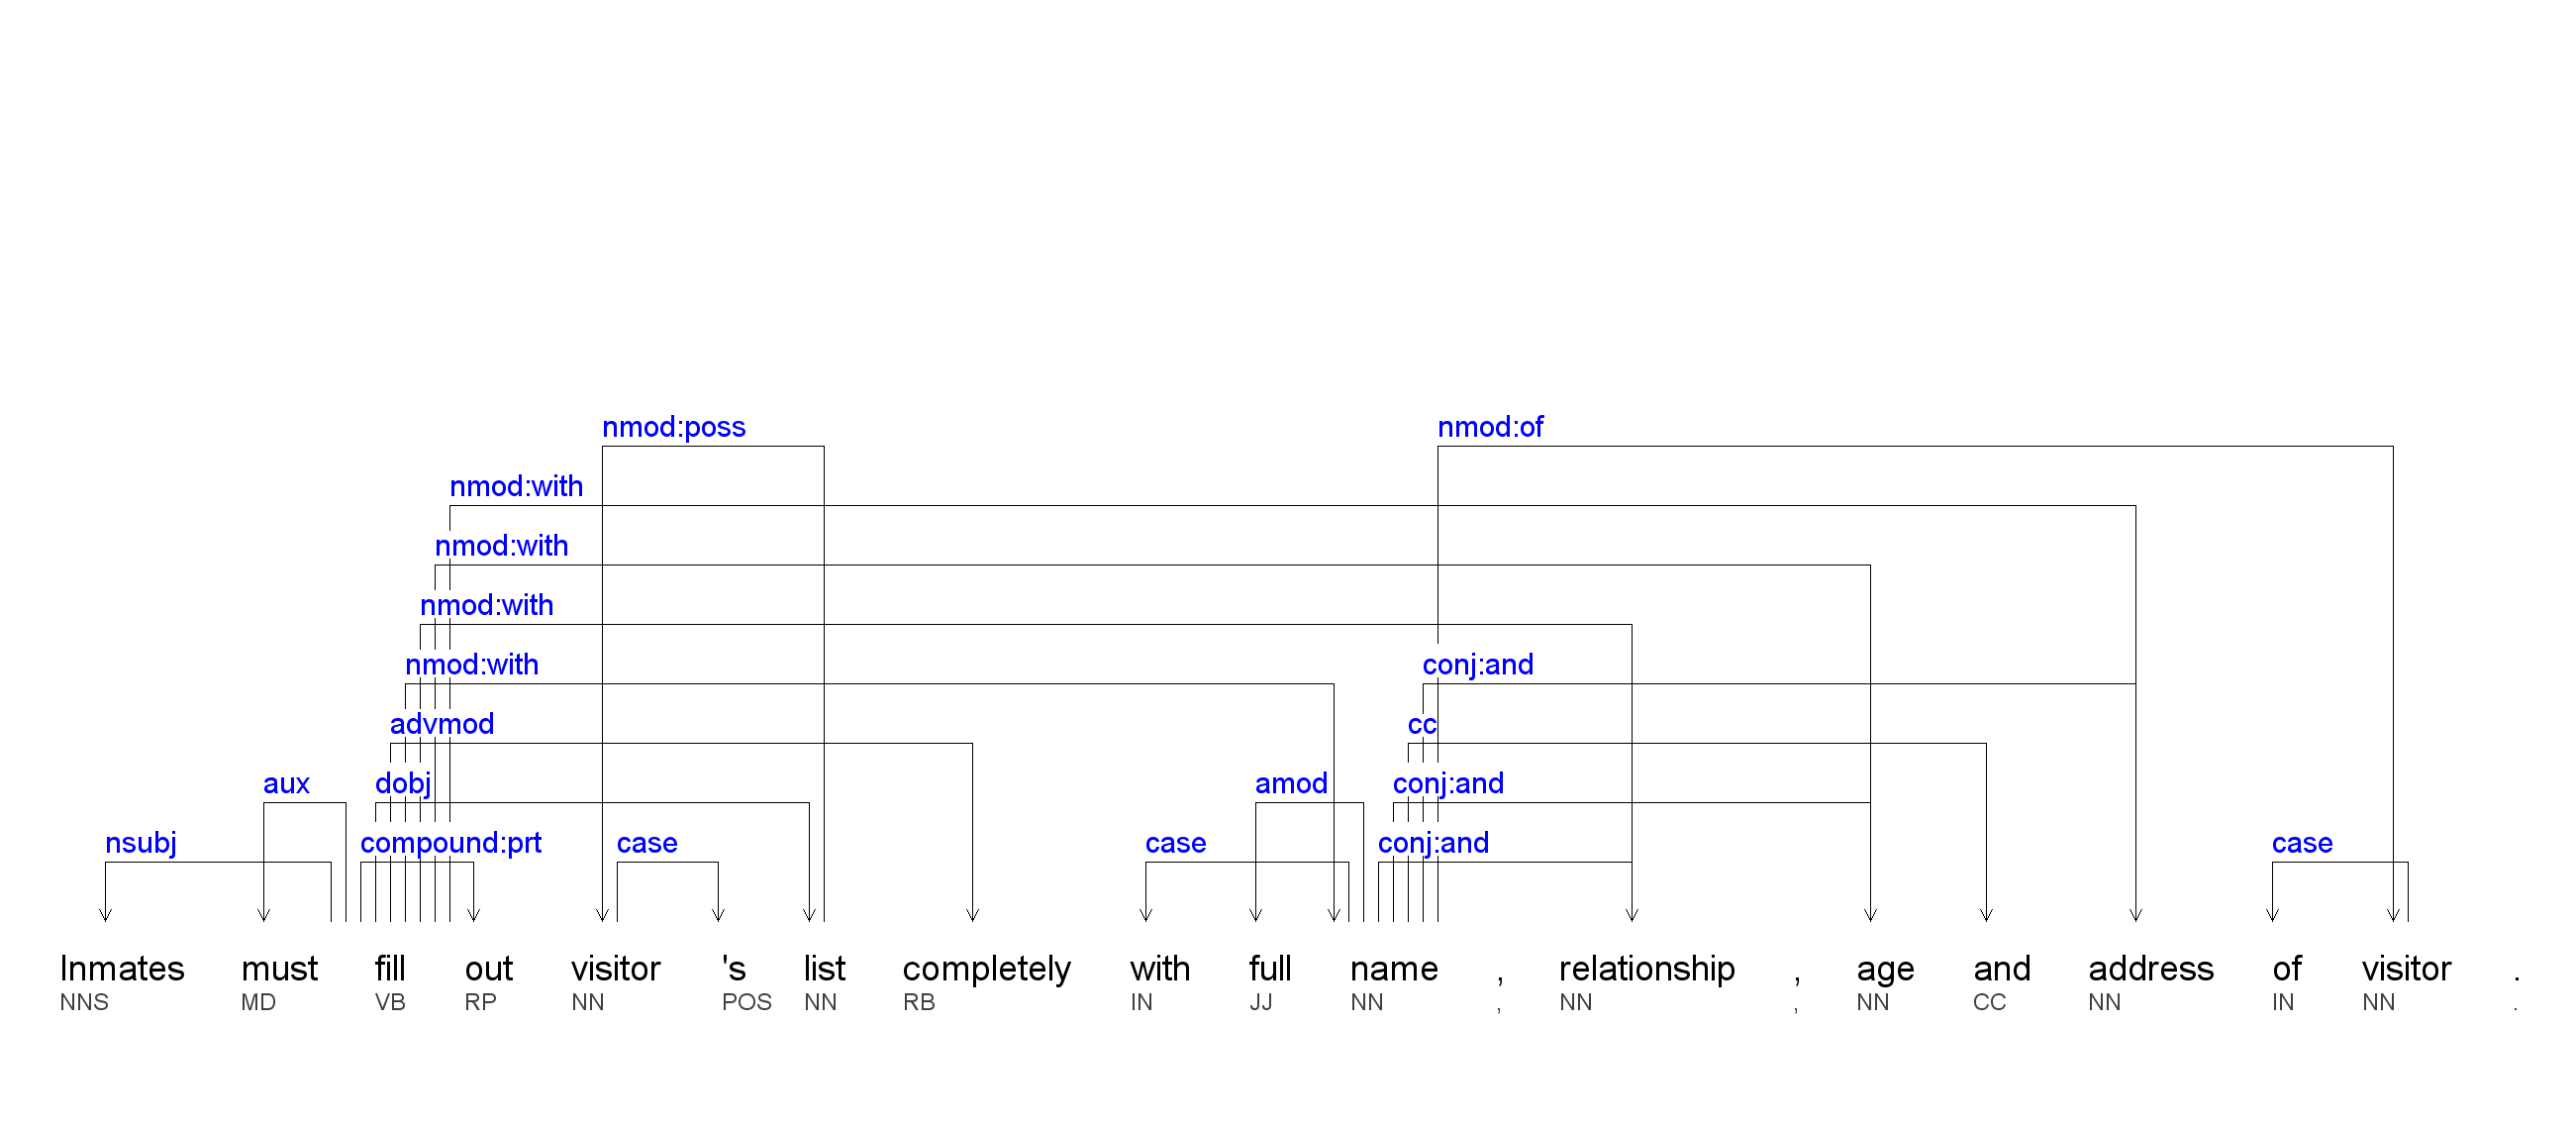 nmod:poss nmod:of
nmod:with
nmod:with
nmod:with
nmod:with conj:and
advmod cc
aux dobj amod conj:and
nsubj compound:prt case case conj:and case
Inmates must fill out visitor 's list completely with full name , relationship , age and address of visitor .
NNS MD VB RP NN POS NN RB IN JJ NN , NN , NN CC NN IN NN .